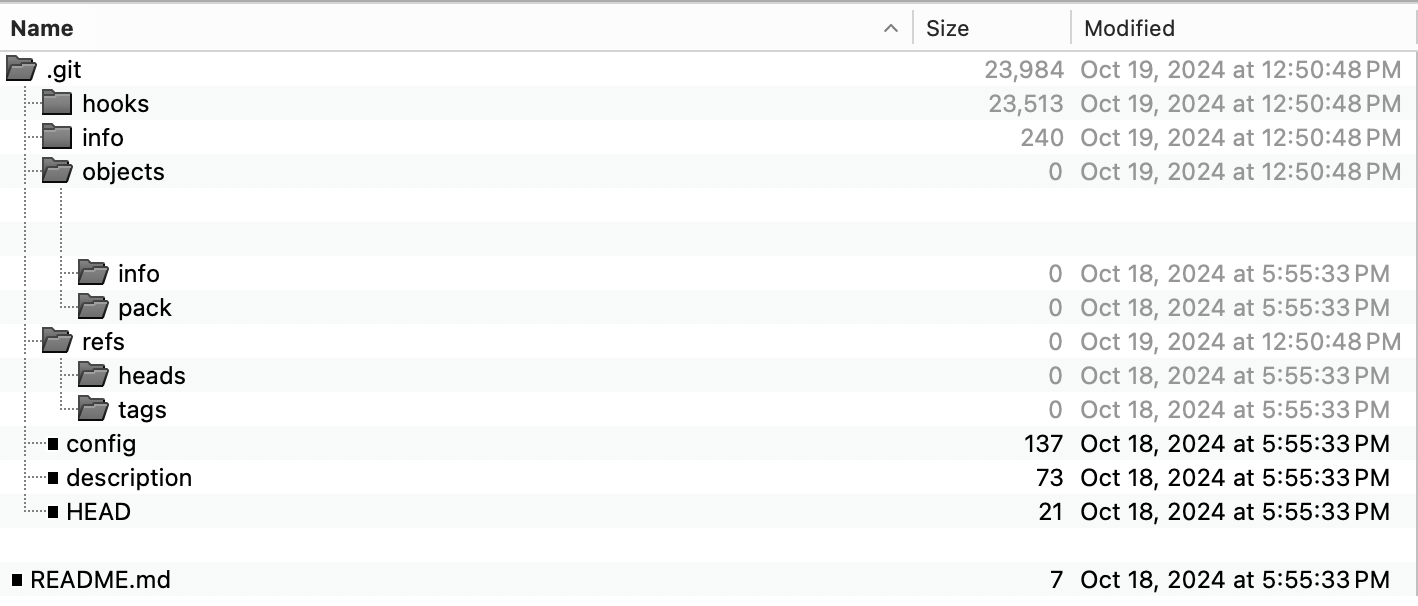 Name Size Modified
.git 23,984 Oct 19, 2024 at 12:50:48 PM
hooks 23,513 Oct 19, 2024 at 12:50:48 PM
info 240 Oct 19, 2024 at 12:50:48 PM
objects 0 Oct 19, 2024 at 12:50:48 PM
info 0 Oct 18, 2024 at 5:55:33 PM
pack 0 Oct 18, 2024 at 5:55:33 PM
refs 0 Oct 19, 2024 at 12:50:48 PM
heads 0 Oct 18, 2024 at 5:55:33 PM
tags 0 Oct 18, 2024 at 5:55:33 PM
config 137 Oct 18, 2024 at 5:55:33 PM
description 73 Oct 18, 2024 at 5:55:33 PM
HEAD 21 Oct 18, 2024 at 5:55:33 PM
README.md 7 Oct 18, 2024 at 5:55:33 PM